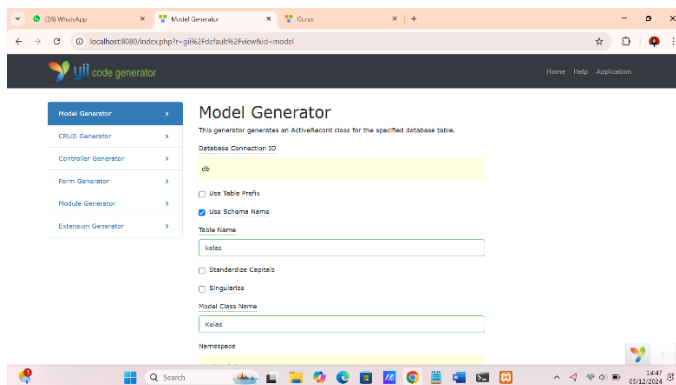 (25) WhatsApp
Model Generator
Gurus
localhost:8080/index.php?r=gii%2Fdefault%2Fview&id=model
yii code generator
Home Help Application
Model Generator
CRUD Generator
Controller Generator
Form Generator
Module Generator
Extension Generator
Model Generator
This generator generates an ActiveRecord class for the specified database table.
Database Connection ID
db
Use Table Prefix
Use Schema Name
Table Name
kelas
Standardize Capitals
Singularize
Model Class Name
Kelas
Namespace
Search
14:47
05/12/2024